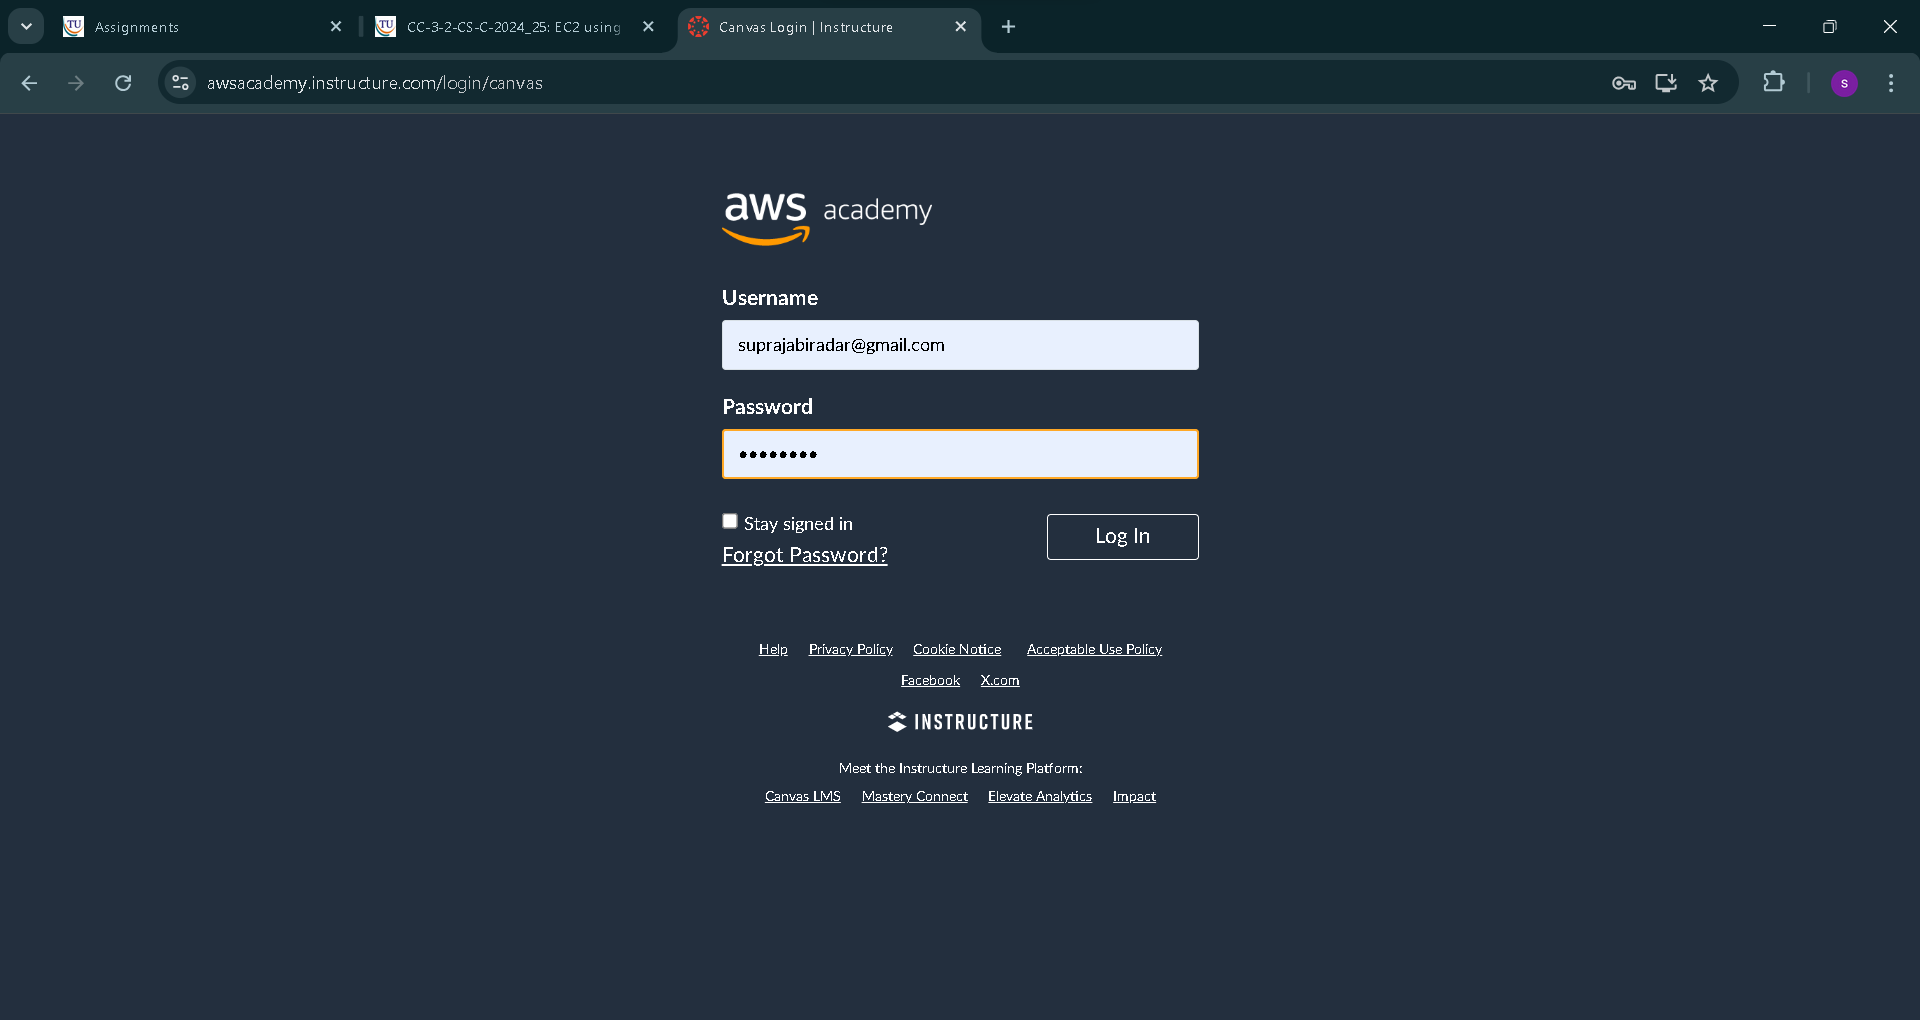 TU Assignments
TU CC-3-2-CS-C-2024_25: EC2 using
Canvas Login | Instructure
awsacademy.instructure.com/login/canvas
s
aws academy
Username
suprajabiradar@gmail.com
Password
••••••••
Stay signed in
Log In
Forgot Password?
Help Privacy Policy Cookie Notice Acceptable Use Policy
Facebook X.com
INSTRUCTURE
Meet the Instructure Learning Platform:
Canvas LMS Mastery Connect Elevate Analytics Impact